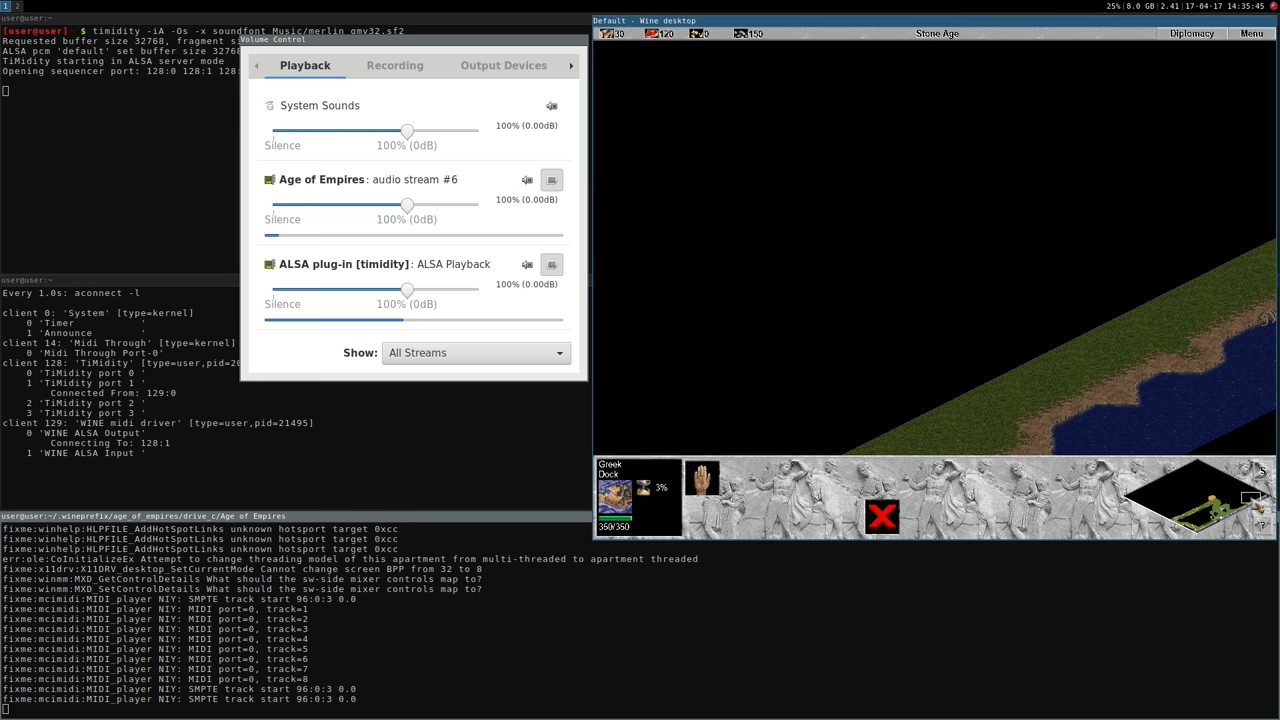 1 2
25%|8.0 GB|2.41|17-04-17 14:35:45
user@user:~
[user@user: ~ $ timidity -iA -Os -x soundfont Music/merlin_gmv32.sf2
Requested buffer size 32768, fragment s
ALSA pcm 'default' set buffer size 32768
TiMidity starting in ALSA server mode
Opening sequencer port: 128:0 128:1 128:
user@user:~
Every 1.0s: aconnect -l
client 0: 'System' [type=kernel]
0 'Timer '
1 'Announce '
client 14: 'Midi Through' [type=kernel]
0 'Midi Through Port-0'
client 128: 'TiMidity' [type=user,pid=20
0 'TiMidity port 0 '
1 'TiMidity port 1 '
Connected From: 129:0
2 'TiMidity port 2 '
3 'TiMidity port 3 '
client 129: 'WINE midi driver' [type=user,pid=21495]
0 'WINE ALSA Output'
Connecting To: 128:1
1 'WINE ALSA Input '
Volume Control
Playback Recording Output Devices
System Sounds
100% (0.00dB)
Silence 100% (0dB)
Age of Empires: audio stream #6
100% (0.00dB)
Silence 100% (0dB)
ALSA plug-in [timidity]: ALSA Playback
100% (0.00dB)
Silence 100% (0dB)
Show: All Streams
Default - Wine desktop
30 120 0 150 Stone Age Diplomacy Menu
Greek
Dock
3%
350/350
S
?
user@user:~/.wineprefix/age_of_empires/drive_c/Age of Empires
fixme:winhelp:HLPFILE_AddHotSpotLinks unknown hotsport target 0xcc
fixme:winhelp:HLPFILE_AddHotSpotLinks unknown hotsport target 0xcc
fixme:winhelp:HLPFILE_AddHotSpotLinks unknown hotsport target 0xcc
err:ole:CoInitializeEx Attempt to change threading model of this apartment from multi-threaded to apartment threaded
fixme:x11drv:X11DRV_desktop_SetCurrentMode Cannot change screen BPP from 32 to 8
fixme:winmm:MXD_GetControlDetails What should the sw-side mixer controls map to?
fixme:winmm:MXD_SetControlDetails What should the sw-side mixer controls map to?
fixme:mcimidi:MIDI_player NIY: SMPTE track start 96:0:3 0.0
fixme:mcimidi:MIDI_player NIY: MIDI port=0, track=1
fixme:mcimidi:MIDI_player NIY: MIDI port=0, track=2
fixme:mcimidi:MIDI_player NIY: MIDI port=0, track=3
fixme:mcimidi:MIDI_player NIY: MIDI port=0, track=4
fixme:mcimidi:MIDI_player NIY: MIDI port=0, track=5
fixme:mcimidi:MIDI_player NIY: MIDI port=0, track=6
fixme:mcimidi:MIDI_player NIY: MIDI port=0, track=7
fixme:mcimidi:MIDI_player NIY: MIDI port=0, track=8
fixme:mcimidi:MIDI_player NIY: SMPTE track start 96:0:3 0.0
fixme:mcimidi:MIDI_player NIY: SMPTE track start 96:0:3 0.0